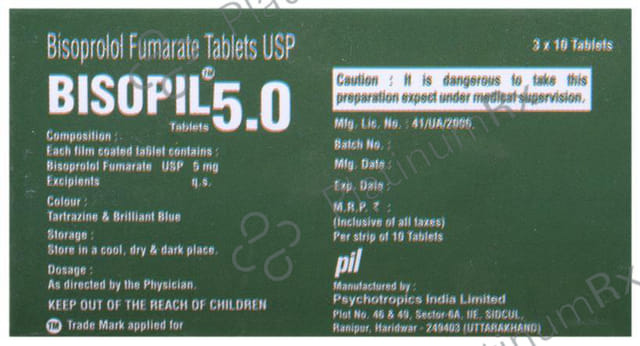 Bisoprolol Fumarate Tablets USP
BISOPIL™ 5.0
Tablets
Composition :
Each film coated tablet contains :
Bisoprolol Fumarate USP 5 mg
Excipients q.s.
Colour :
Tartrazine & Brilliant Blue
Storage :
Store in a cool, dry & dark place.
Dosage :
As directed by the Physician.
KEEP OUT OF THE REACH OF CHILDREN
TM Trade Mark applied for
3 x 10 Tablets
Caution : It is dangerous to take this
preparation expect under medical supervision.
Mfg. Lic. No. : 41/UA/2006.
Batch No. :
Mfg. Date :
Exp. Date :
M.R.P. ₹ :
(Inclusive of all taxes)
Per strip of 10 Tablets
pil
Manufactured by :
Psychotropics India Limited
Plot No. 46 & 49, Sector-6A, IIE, SIDCUL,
Ranipur, Haridwar - 249403 (UTTARAKHAND)
PlatinumRx